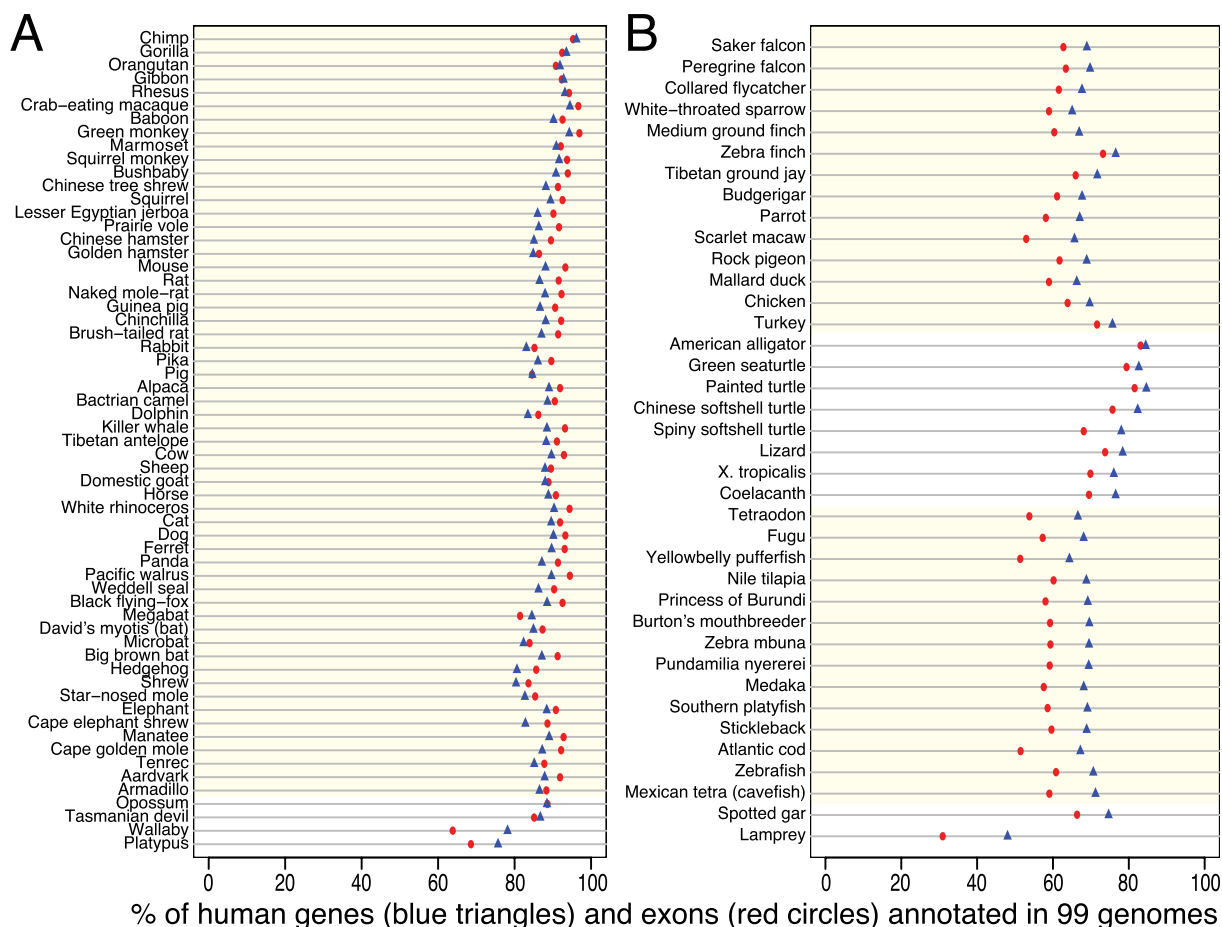 A
Chimp
Gorilla
Orangutan
Gibbon
Rhesus
Crab−eating macaque
Baboon
Green monkey
Marmoset
Squirrel monkey
Bushbaby
Chinese tree shrew
Squirrel
Lesser Egyptian jerboa
Prairie vole
Chinese hamster
Golden hamster
Mouse
Rat
Naked mole−rat
Guinea pig
Chinchilla
Brush−tailed rat
Rabbit
Pika
Pig
Alpaca
Bactrian camel
Dolphin
Killer whale
Tibetan antelope
Cow
Sheep
Domestic goat
Horse
White rhinoceros
Cat
Dog
Ferret
Panda
Pacific walrus
Weddell seal
Black flying−fox
Megabat
David's myotis (bat)
Microbat
Big brown bat
Hedgehog
Shrew
Star−nosed mole
Elephant
Cape elephant shrew
Manatee
Cape golden mole
Tenrec
Aardvark
Armadillo
Opossum
Tasmanian devil
Wallaby
Platypus
0 20 40 60 80 100
B
Saker falcon
Peregrine falcon
Collared flycatcher
White−throated sparrow
Medium ground finch
Zebra finch
Tibetan ground jay
Budgerigar
Parrot
Scarlet macaw
Rock pigeon
Mallard duck
Chicken
Turkey
American alligator
Green seaturtle
Painted turtle
Chinese softshell turtle
Spiny softshell turtle
Lizard
X. tropicalis
Coelacanth
Tetraodon
Fugu
Yellowbelly pufferfish
Nile tilapia
Princess of Burundi
Burton's mouthbreeder
Zebra mbuna
Pundamilia nyererei
Medaka
Southern platyfish
Stickleback
Atlantic cod
Zebrafish
Mexican tetra (cavefish)
Spotted gar
Lamprey
0 20 40 60 80 100
% of human genes (blue triangles) and exons (red circles) annotated in 99 genomes